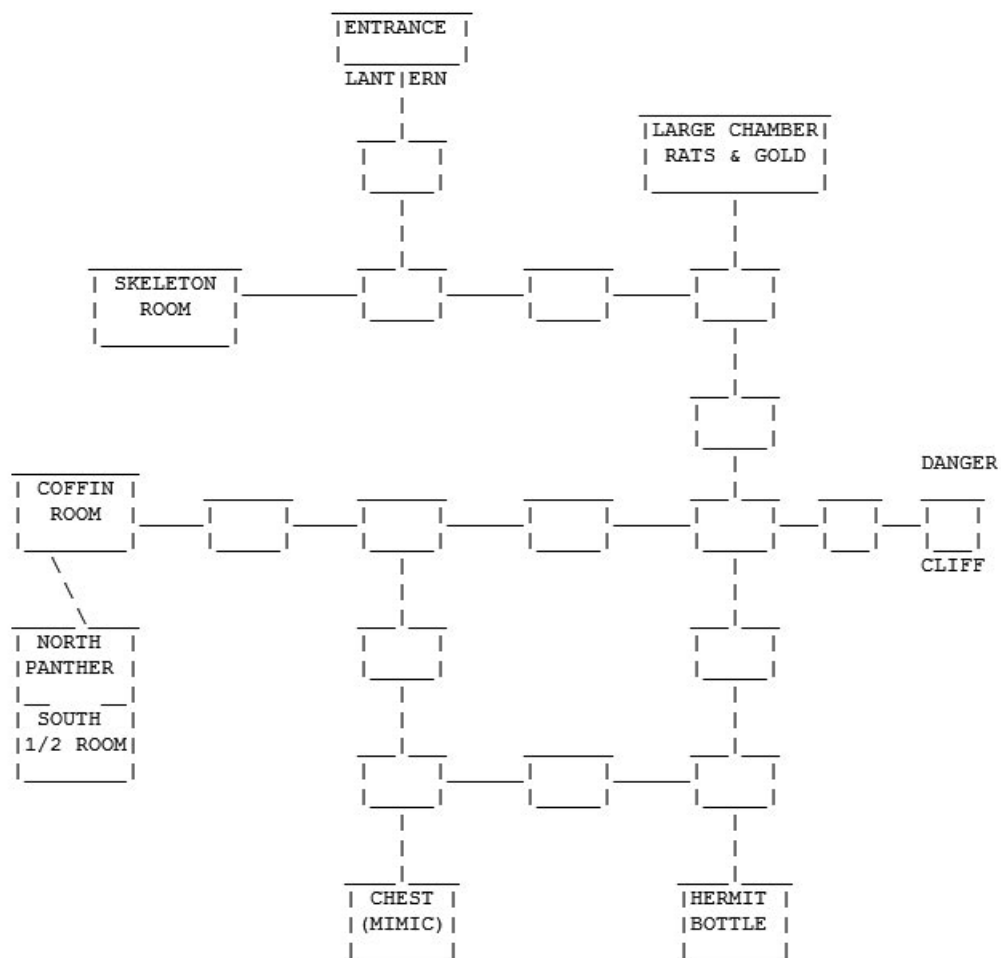 ENTRANCE
LANT|ERN
LARGE CHAMBER
RATS & GOLD
SKELETON
ROOM
DANGER
COFFIN
ROOM
CLIFF
NORTH
PANTHER
SOUTH
1/2 ROOM
CHEST
(MIMIC)
HERMIT
BOTTLE